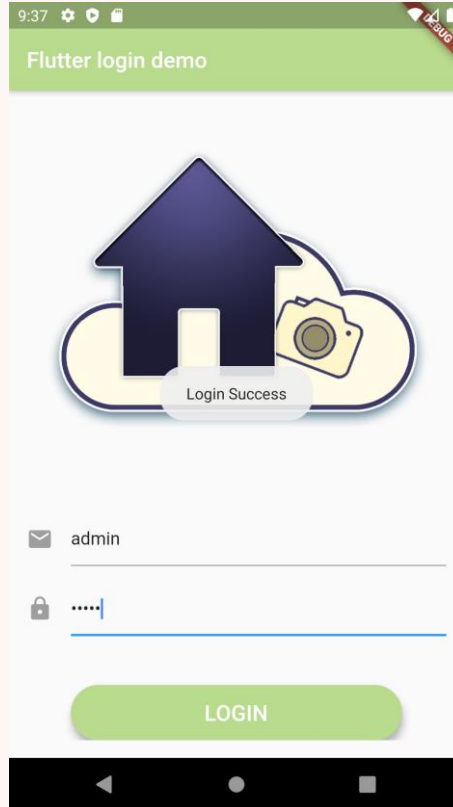 9:37
DEBUG
Flutter login demo
Login Success
admin
•••••
LOGIN